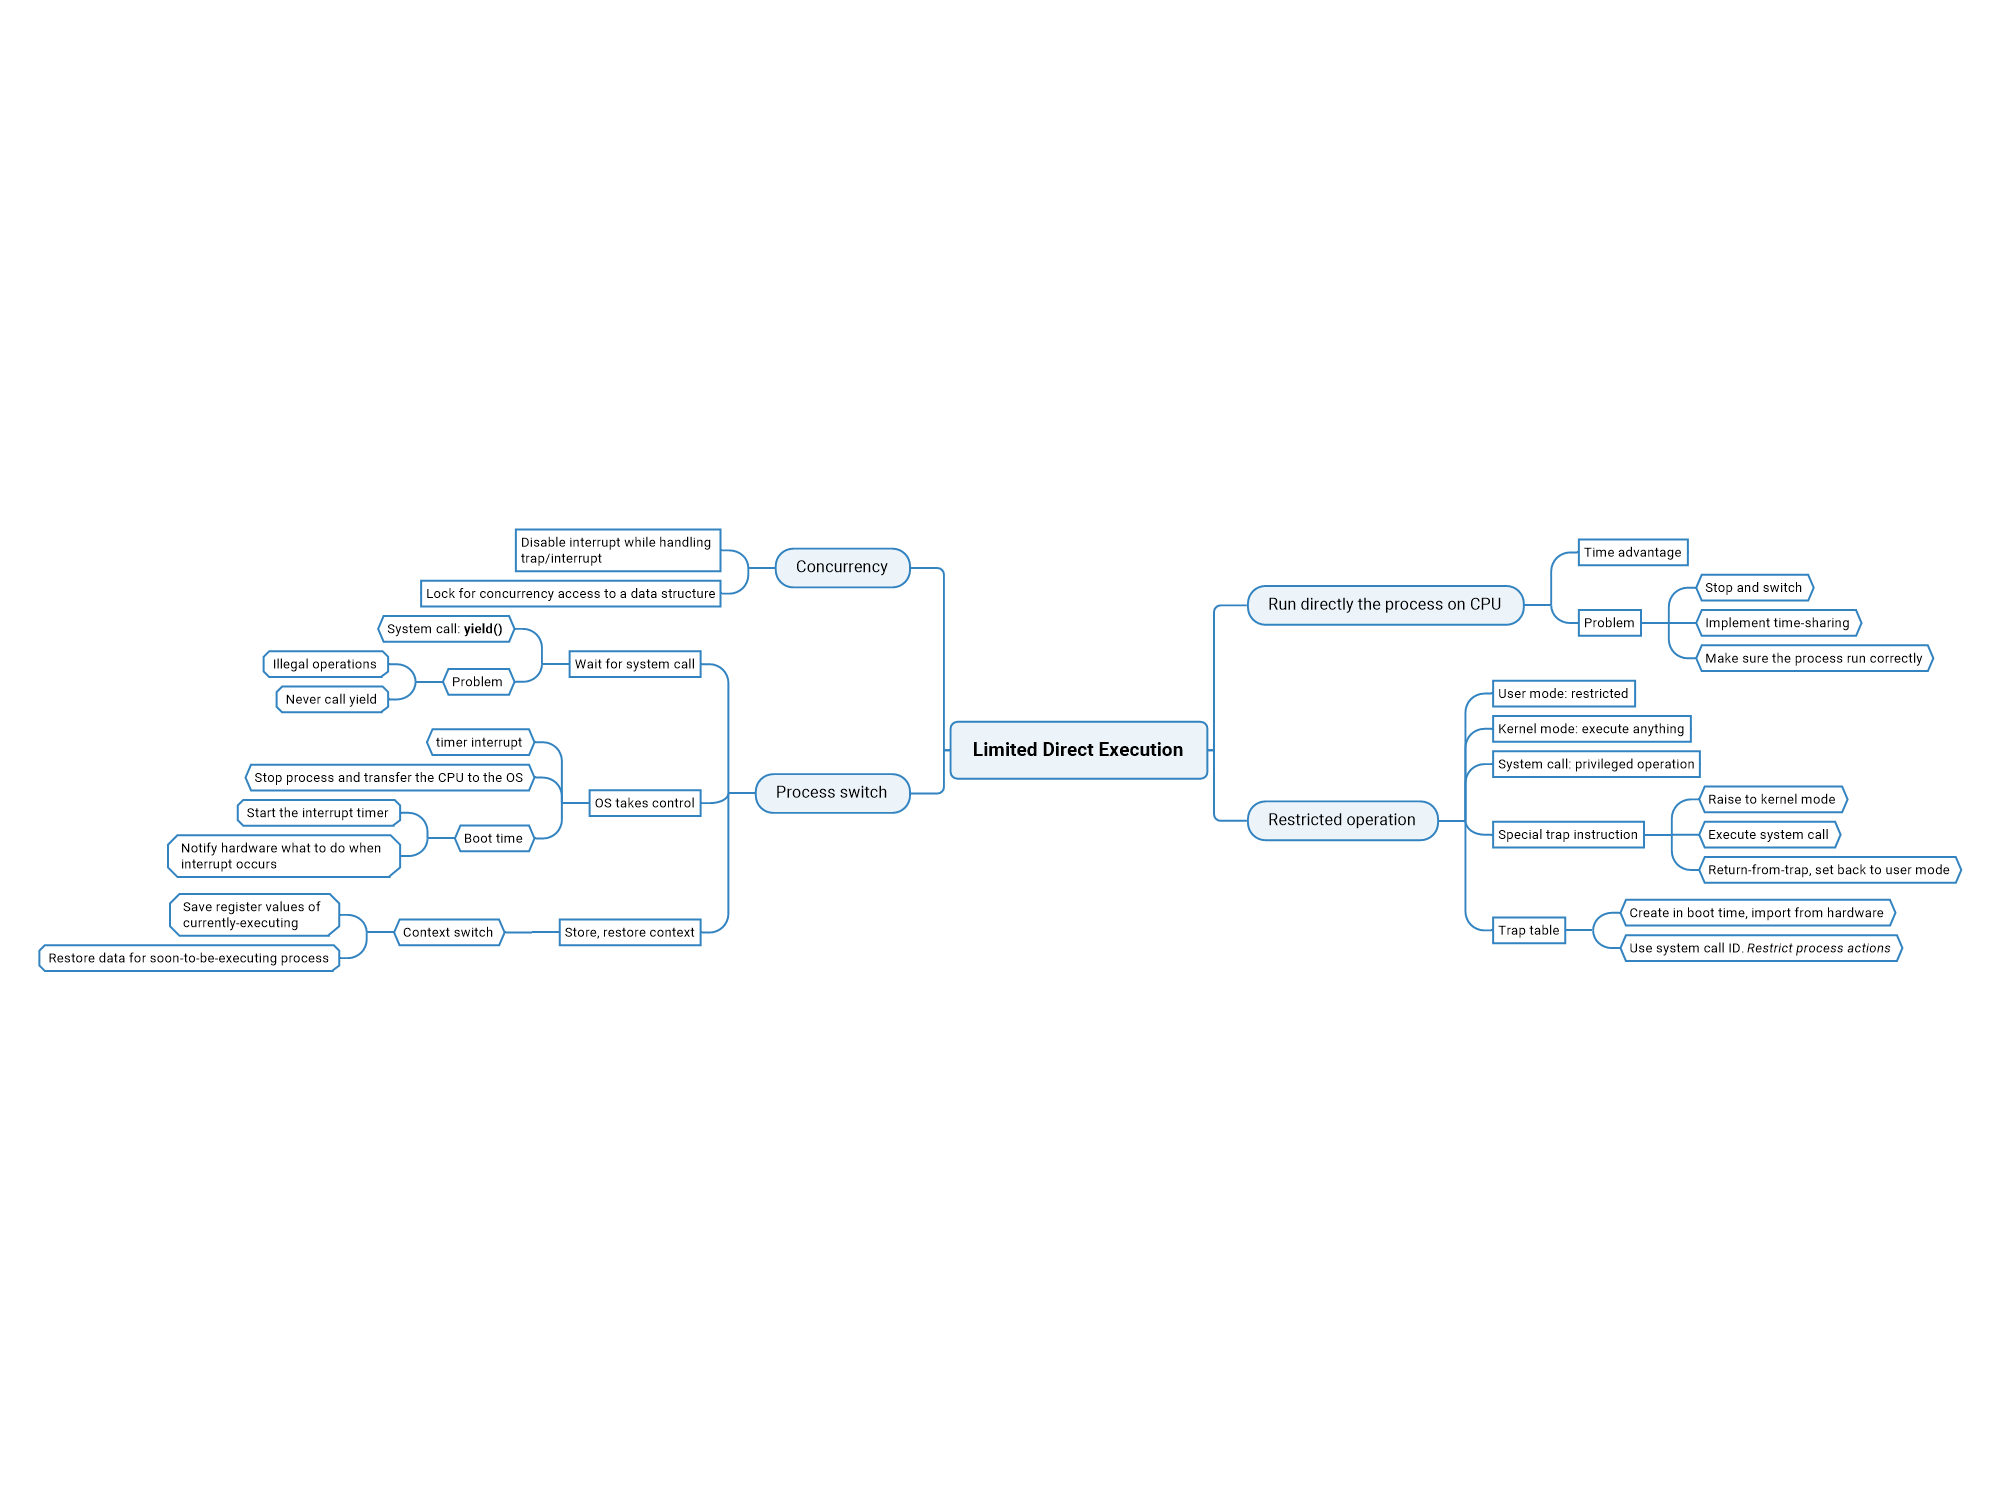 Limited Direct Execution
Run directly the process on CPU
Time advantage
Problem
Stop and switch
Implement time-sharing
Make sure the process run correctly
Restricted operation
User mode: restricted
Kernel mode: execute anything
System call: privileged operation
Special trap instruction
Raise to kernel mode
Execute system call
Return-from-trap, set back to user mode
Trap table
Create in boot time, import from hardware
Use system call ID. Restrict process actions
Concurrency
Disable interrupt while handling
trap/interrupt
Lock for concurrency access to a data structure
Process switch
Wait for system call
System call: yield()
Problem
Illegal operations
Never call yield
OS takes control
timer interrupt
Stop process and transfer the CPU to the OS
Boot time
Start the interrupt timer
Notify hardware what to do when
interrupt occurs
Store, restore context
Context switch
Save register values of
currently-executing
Restore data for soon-to-be-executing process